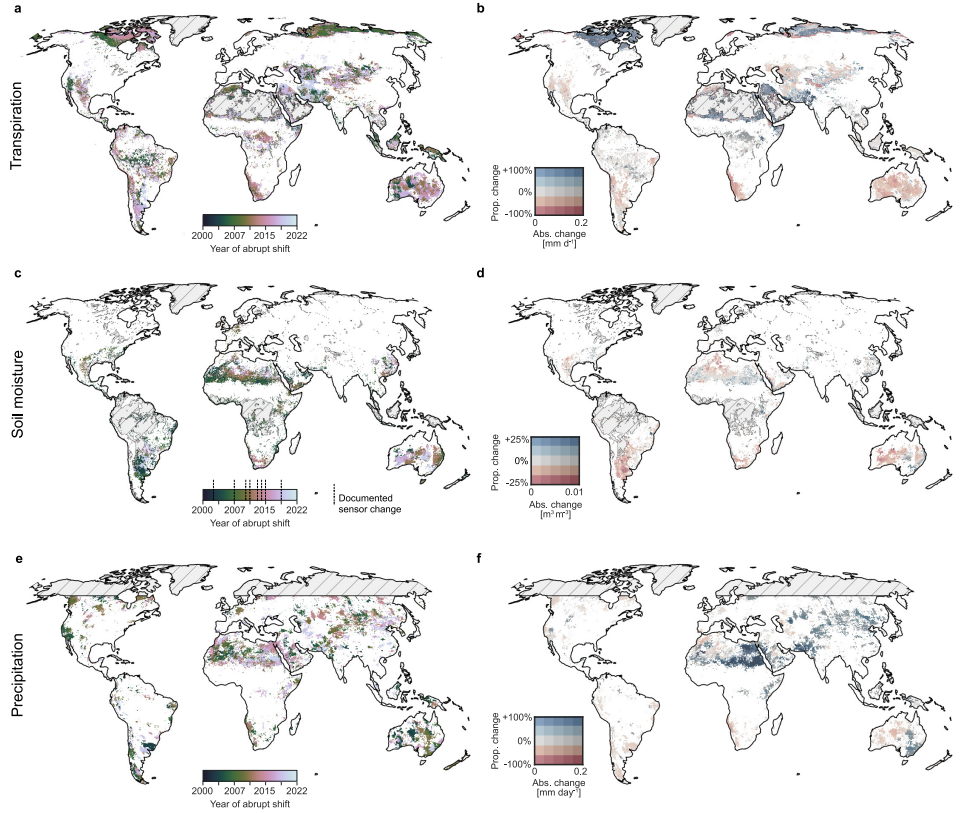 a
b
Transpiration
2000 2007 2015 2022
Year of abrupt shift
Prop. change
+100%
0%
-100%
0 0.2
Abs. change
[mm d⁻¹]
c
d
Soil moisture
2000 2007 2015 2022
Year of abrupt shift
Documented
sensor change
Prop. change
+25%
0%
-25%
0 0.01
Abs. change
[m³ m⁻³]
e
f
Precipitation
2000 2007 2015 2022
Year of abrupt shift
Prop. change
+100%
0%
-100%
0 0.2
Abs. change
[mm day⁻¹]